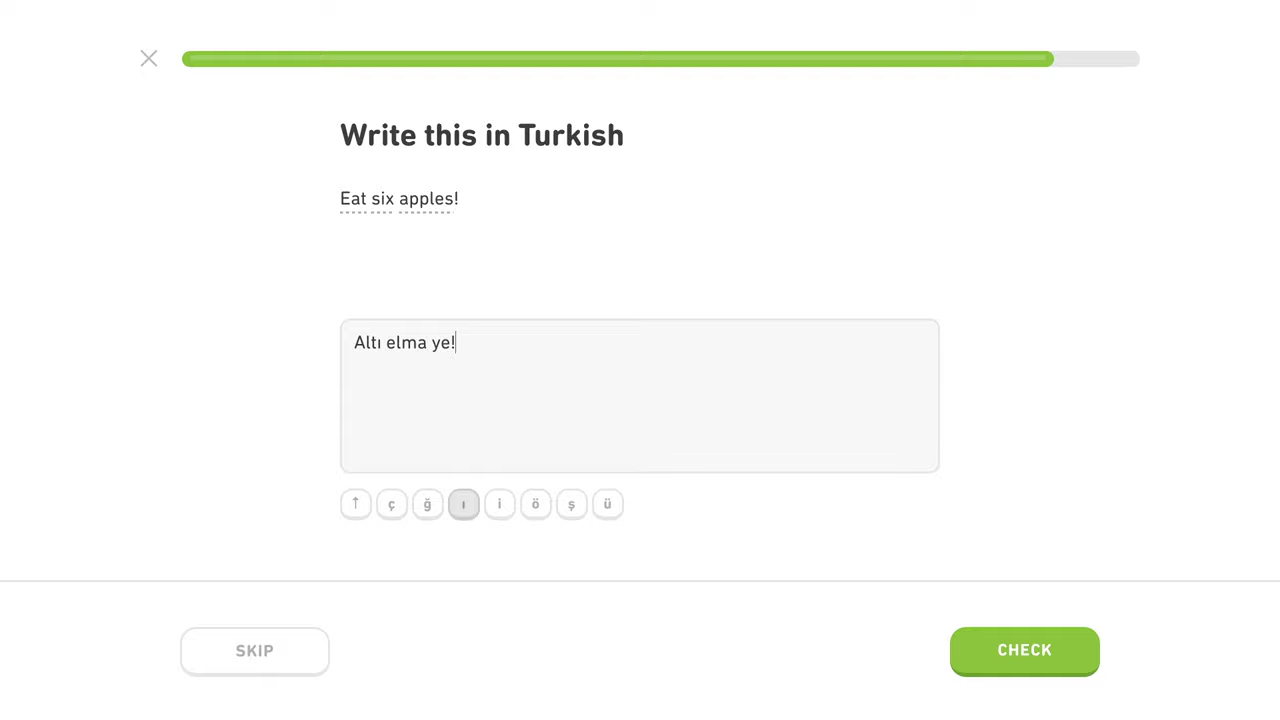 Write this in Turkish
Eat six apples!
Altı elma ye!
↑ ç ğ ı i ö ş ü
SKIP
CHECK